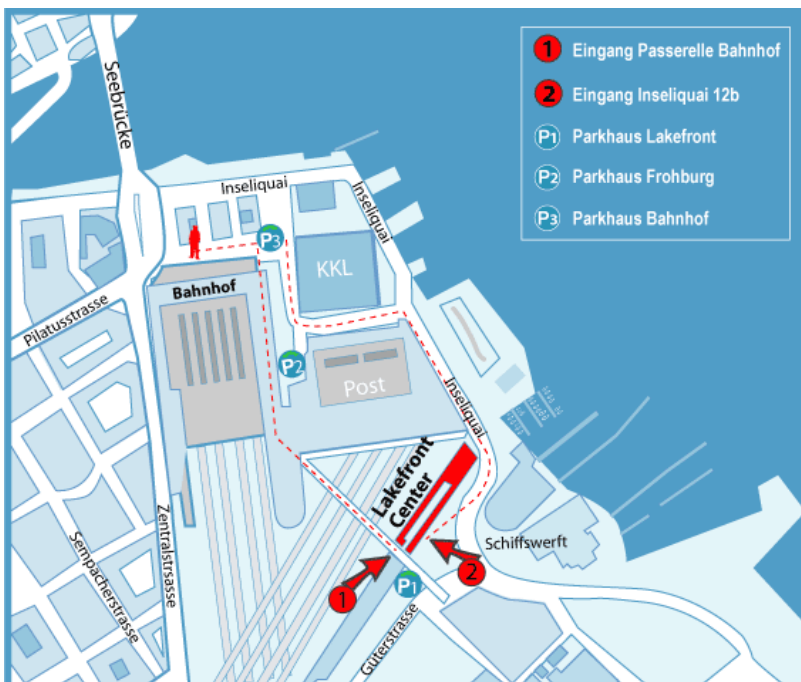 1 Eingang Passerelle Bahnhof
2 Eingang Inseliquai 12b
P1 Parkhaus Lakefront
P2 Parkhaus Frohburg
P3 Parkhaus Bahnhof
Seebrücke
Inseliquai
Inseliquai
P3
KKL
Bahnhof
Pilatusstrasse
P2
Post
Inseliquai
Lakefront
Center
Zentralstrsasse
Sempacherstrasse
Schiffswerft
1
2
P1
Güterstrasse